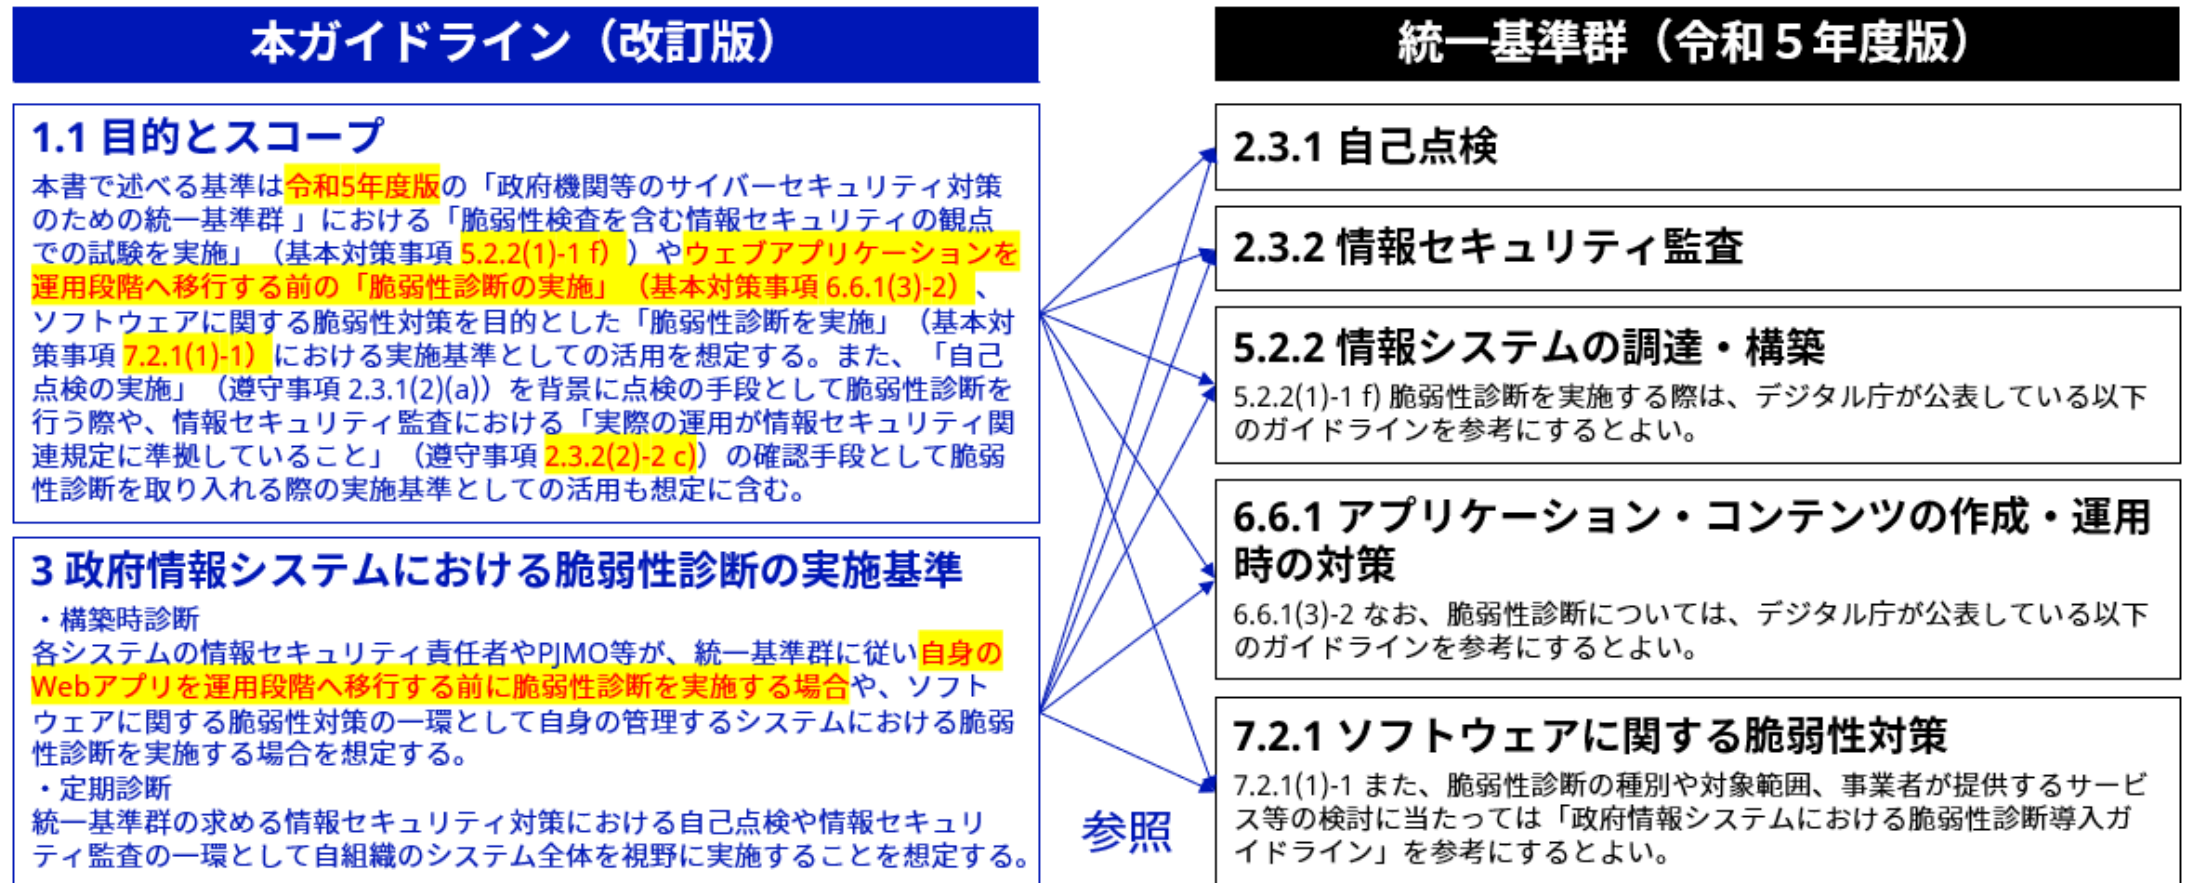 本ガイドライン（改訂版）
1.1 目的とスコープ
本書で述べる基準は令和5年度版の「政府機関等のサイバーセキュリティ対策
のための統一基準群 」における「脆弱性検査を含む情報セキュリティの観点
での試験を実施」（基本対策事項 5.2.2(1)-1 f））やウェブアプリケーションを
運用段階へ移行する前の「脆弱性診断の実施」（基本対策事項 6.6.1(3)-2）、
ソフトウェアに関する脆弱性対策を目的とした「脆弱性診断を実施」（基本対
策事項 7.2.1(1)-1）における実施基準としての活用を想定する。また、「自己
点検の実施」（遵守事項 2.3.1(2)(a)）を背景に点検の手段として脆弱性診断を
行う際や、情報セキュリティ監査における「実際の運用が情報セキュリティ関
連規定に準拠していること」（遵守事項 2.3.2(2)-2 c)）の確認手段として脆弱
性診断を取り入れる際の実施基準としての活用も想定に含む。
3 政府情報システムにおける脆弱性診断の実施基準
・構築時診断
各システムの情報セキュリティ責任者やPJMO等が、統一基準群に従い自身の
Webアプリを運用段階へ移行する前に脆弱性診断を実施する場合や、ソフト
ウェアに関する脆弱性対策の一環として自身の管理するシステムにおける脆弱
性診断を実施する場合を想定する。
・定期診断
統一基準群の求める情報セキュリティ対策における自己点検や情報セキュリ
ティ監査の一環として自組織のシステム全体を視野に実施することを想定する。
参照
統一基準群（令和５年度版）
2.3.1 自己点検
2.3.2 情報セキュリティ監査
5.2.2 情報システムの調達・構築
5.2.2(1)-1 f) 脆弱性診断を実施する際は、デジタル庁が公表している以下
のガイドラインを参考にするとよい。
6.6.1 アプリケーション・コンテンツの作成・運用
時の対策
6.6.1(3)-2 なお、脆弱性診断については、デジタル庁が公表している以下
のガイドラインを参考にするとよい。
7.2.1 ソフトウェアに関する脆弱性対策
7.2.1(1)-1 また、脆弱性診断の種別や対象範囲、事業者が提供するサービ
ス等の検討に当たっては「政府情報システムにおける脆弱性診断導入ガ
イドライン」を参考にするとよい。